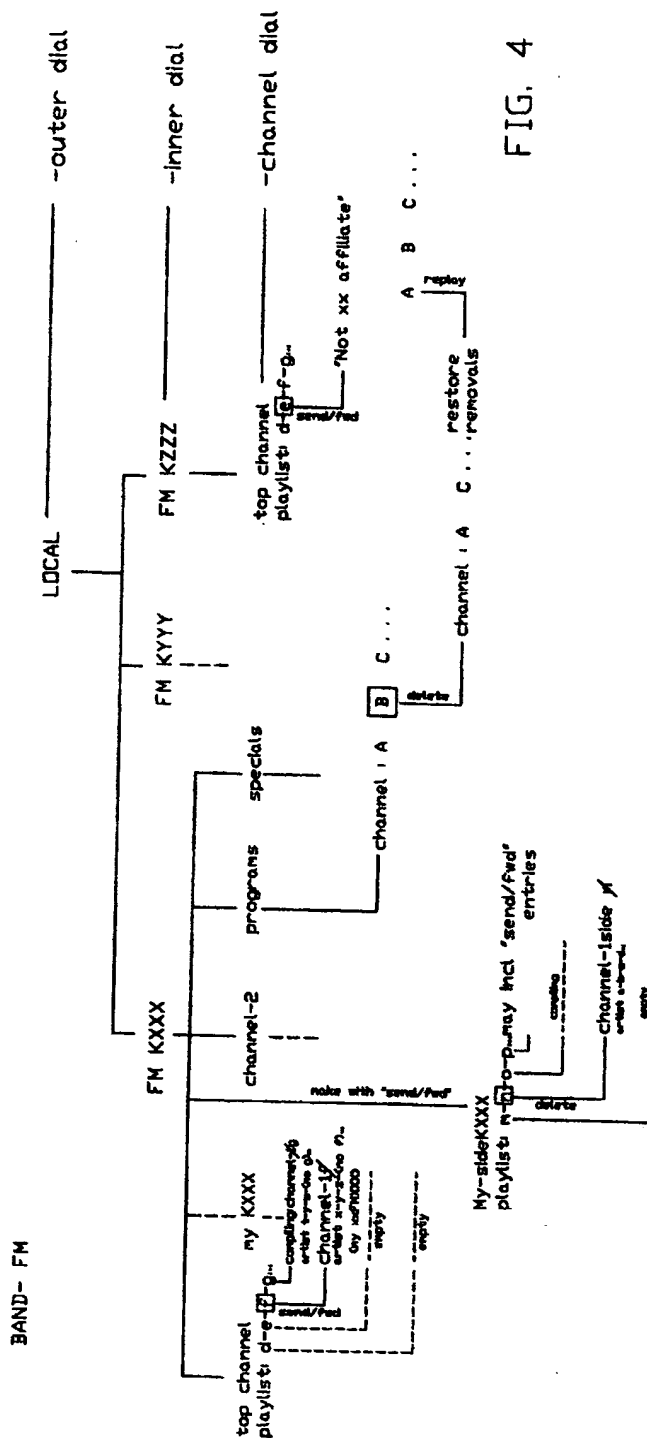 BAND- FM
LOCAL
-outer dial
FM KXXX
FM KYYY
FM KZZZ
-inner dial
top channel
playlist: d-e-f-g...
my KXXX
channel-2
programs
specials
top channel
playlist: d-e-f-g...
-channel dial
send/fwd
empty
empty
send/fwd
"Not xx affiliate"
make with "send/fwd"
channel : A B C ...
delete
channel : A C ...
restore
removals
replay
A B C ...
My-sideKXXX
playlist: m-n-o-p...may incl "send/fwd"
entries
compiling
delete
channel-1side
empty
FIG. 4